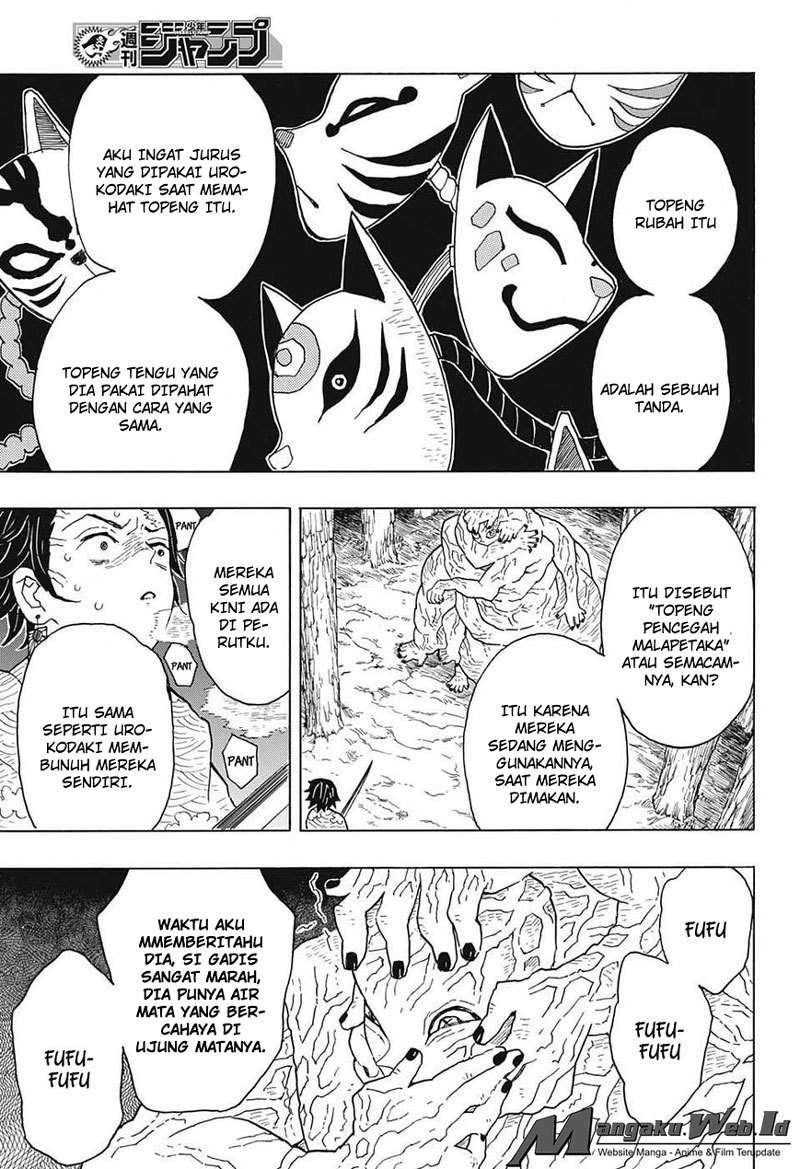 週刊少年ジャンプ
TOPENG
RUBAH ITU
ADALAH SEBUAH
TANDA.
AKU INGAT JURUS
YANG DIPAKAI URO-
KODAKI SAAT MEMA-
HAT TOPENG ITU.
TOPENG TENGU YANG
DIA PAKAI DIPAHAT
DENGAN CARA YANG
SAMA.
ITU DISEBUT
"TOPENG
PENCEGAH
MALAPETAKA"
ATAU SEMACAM-
NYA, KAN?
ITU KARENA
MEREKA
SEDANG MENG-
GUNAKANNYA,
SAAT MEREKA
DIMAKAN.
PANT
MEREKA
SEMUA
KINI ADA
DI PE-
RUTKU.
PANT
PANT
ITU SAMA
SEPERTI URO-
KODAKI MEM-
BUNUH MEREKA
SENDIRI.
FUFU
FUFU-
FUFU
WAKTU AKU
MMEMBERITAHU
DIA, SI GADIS
SANGAT MARAH,
DIA PUNYA AIR
MATA YANG BER-
CAHAYA DI
UJUNG MATANYA.
FUFU-
FUFU
Mangaku.Web.Id
Website Manga - Anime & Film Terupdate